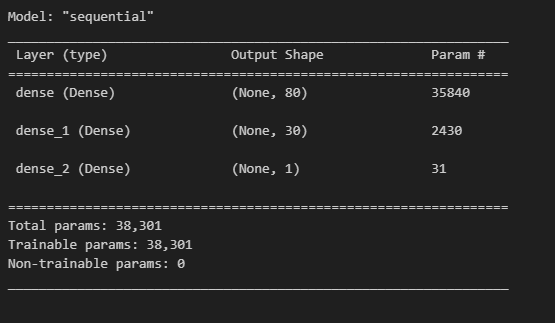 Model: "sequential"
_________________________________________________________________
Layer (type)                Output Shape              Param #
=================================================================
dense (Dense)               (None, 80)                35840
dense_1 (Dense)             (None, 30)                2430
dense_2 (Dense)             (None, 1)                 31
=================================================================
Total params: 38,301
Trainable params: 38,301
Non-trainable params: 0
_________________________________________________________________